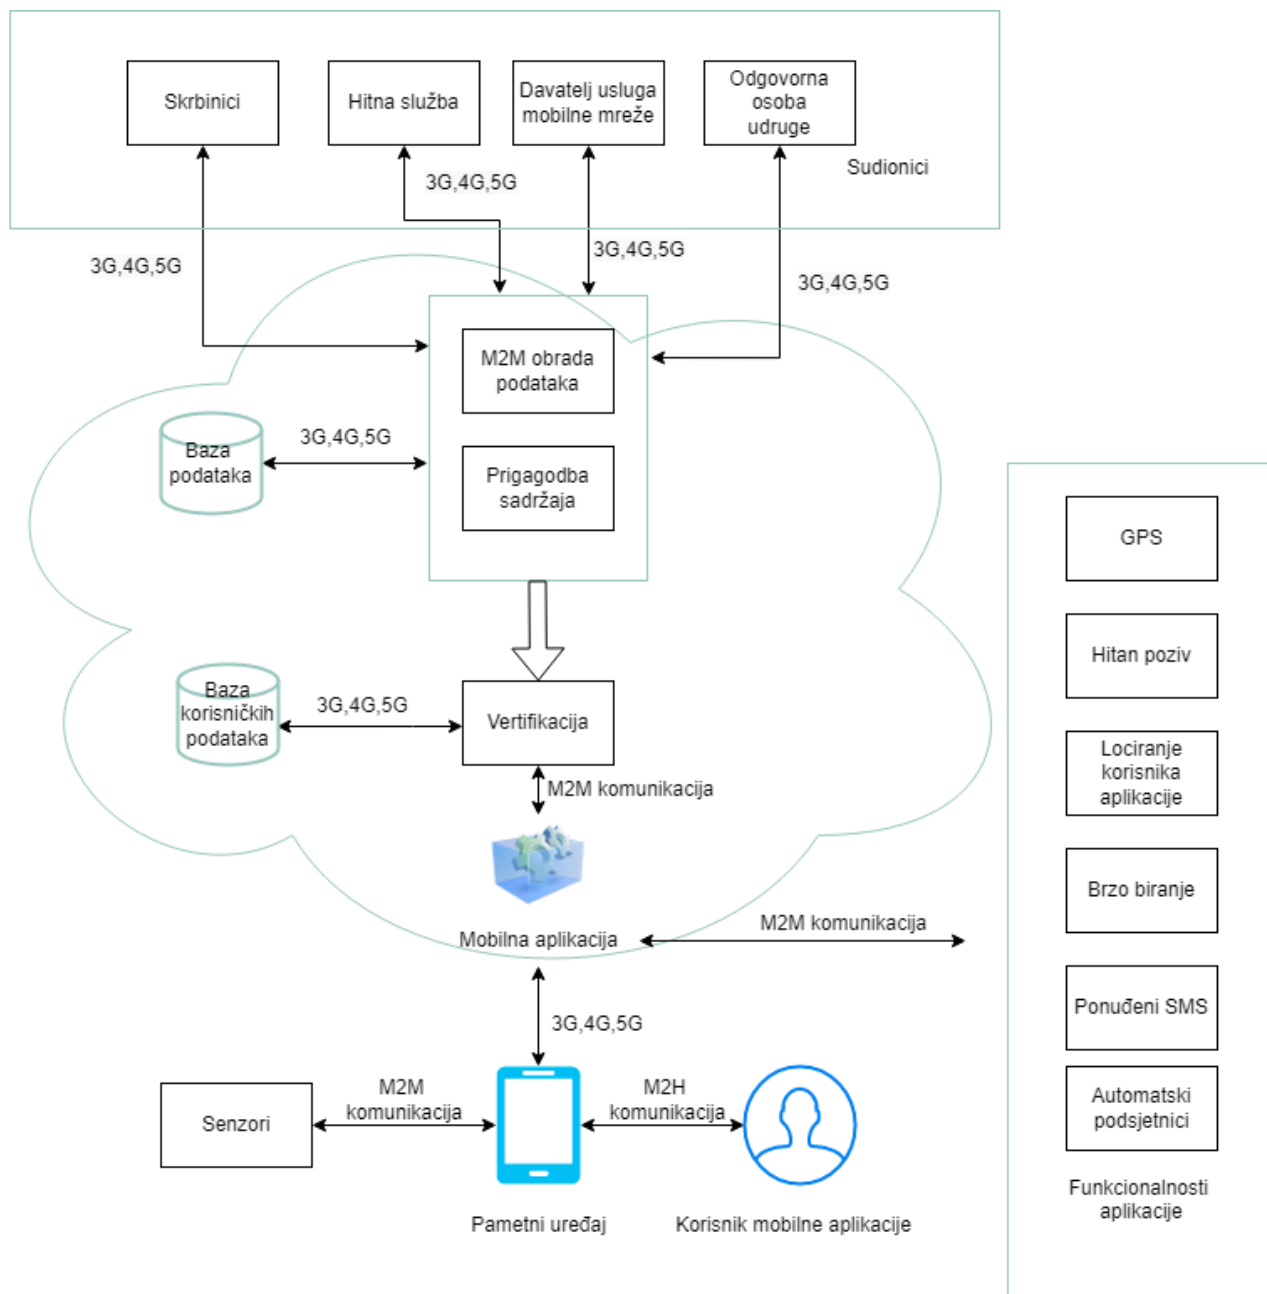 Skrbinici
Hitna služba
Davatelj usluga
mobilne mreže
Odgovorna
osoba
udruge
Sudionici
3G,4G,5G
3G,4G,5G
3G,4G,5G
3G,4G,5G
M2M obrada
podataka
Baza
podataka
3G,4G,5G
Prigagodba
sadržaja
Baza
korisničkih
podataka
3G,4G,5G
Vertifikacija
M2M komunikacija
Mobilna aplikacija
M2M komunikacija
3G,4G,5G
Senzori
M2M
komunikacija
M2H
komunikacija
Pametni uređaj
Korisnik mobilne aplikacije
GPS
Hitan poziv
Lociranje
korisnika
aplikacije
Brzo biranje
Ponuđeni SMS
Automatski
podsjetnici
Funkcionalnosti
aplikacije